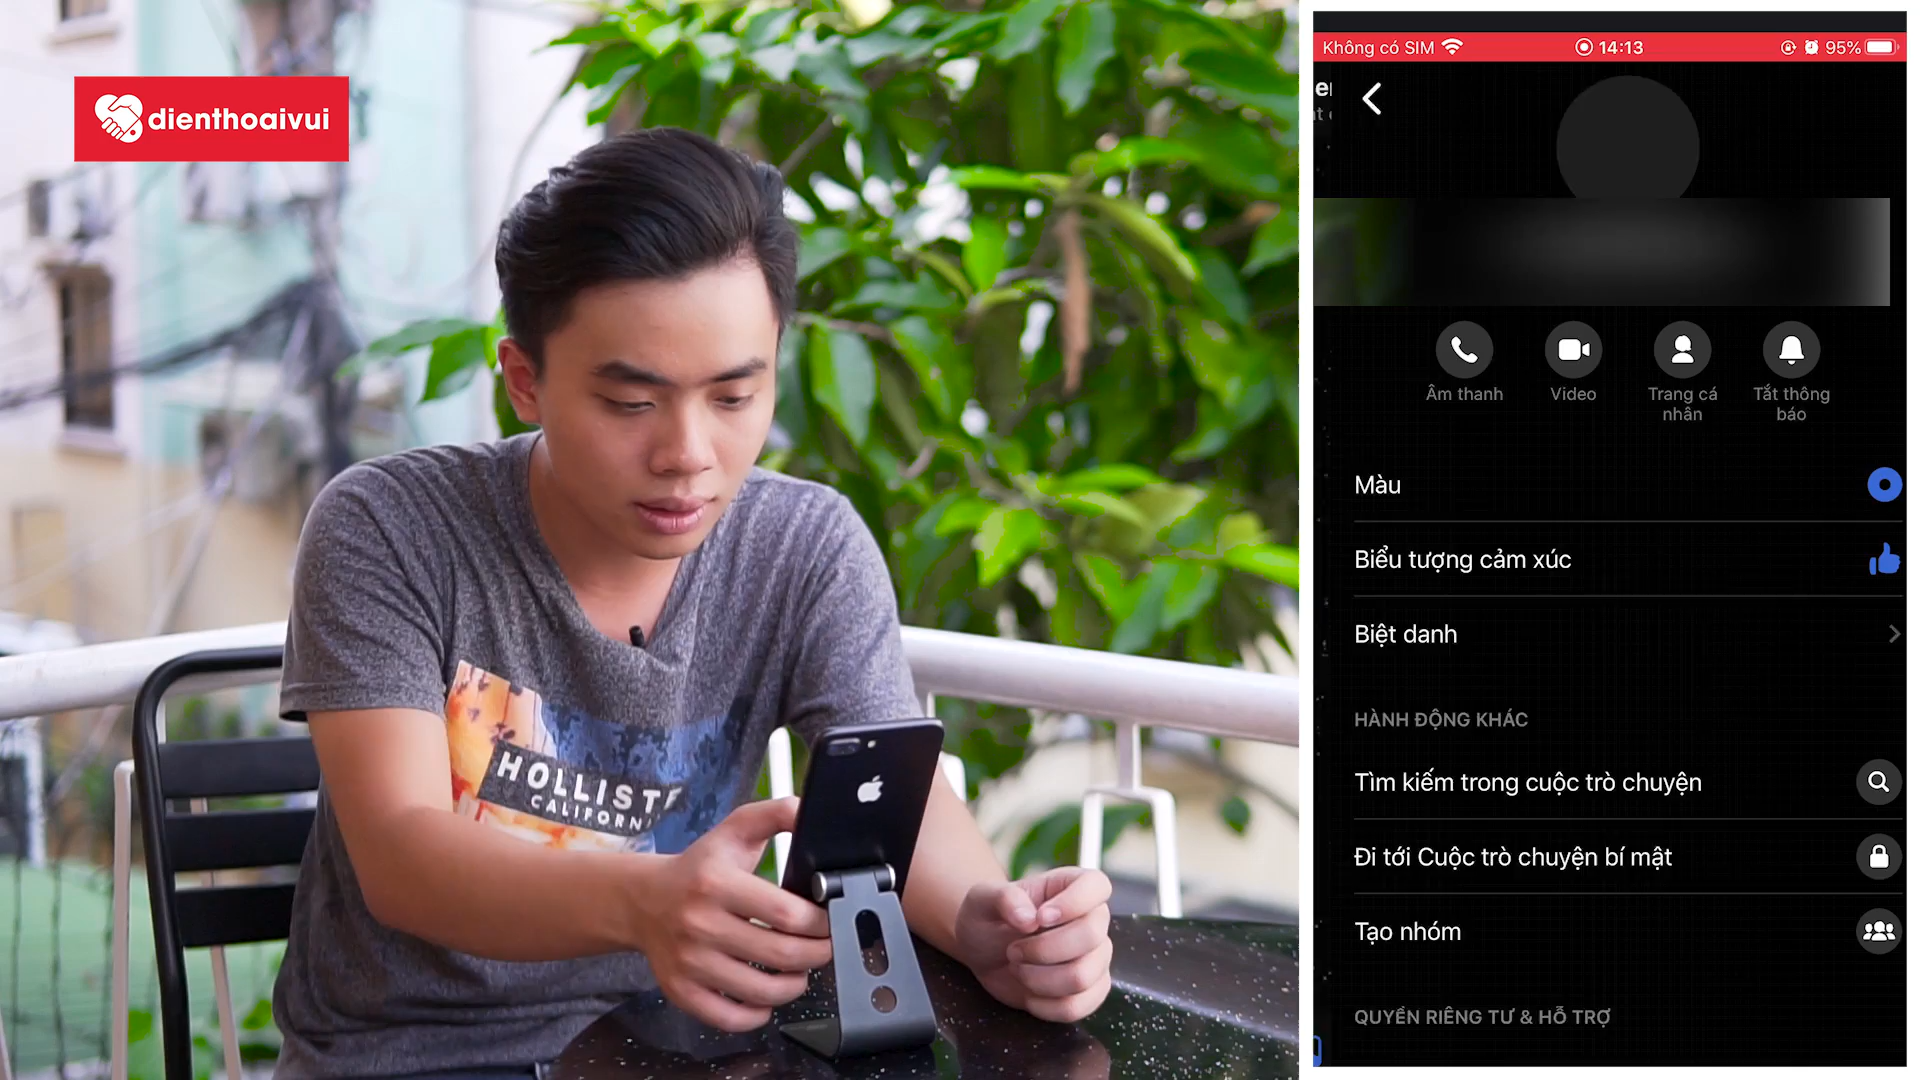 dienthoaivui
HOLLISTE
CALIFORN
Không có SIM
14:13
95%
Âm thanh
Video
Trang cá
nhân
Tắt thông
báo
Màu
Biểu tượng cảm xúc
Biệt danh
HÀNH ĐỘNG KHÁC
Tìm kiếm trong cuộc trò chuyện
Đi tới Cuộc trò chuyện bí mật
Tạo nhóm
QUYỀN RIÊNG TƯ & HỖ TRỢ